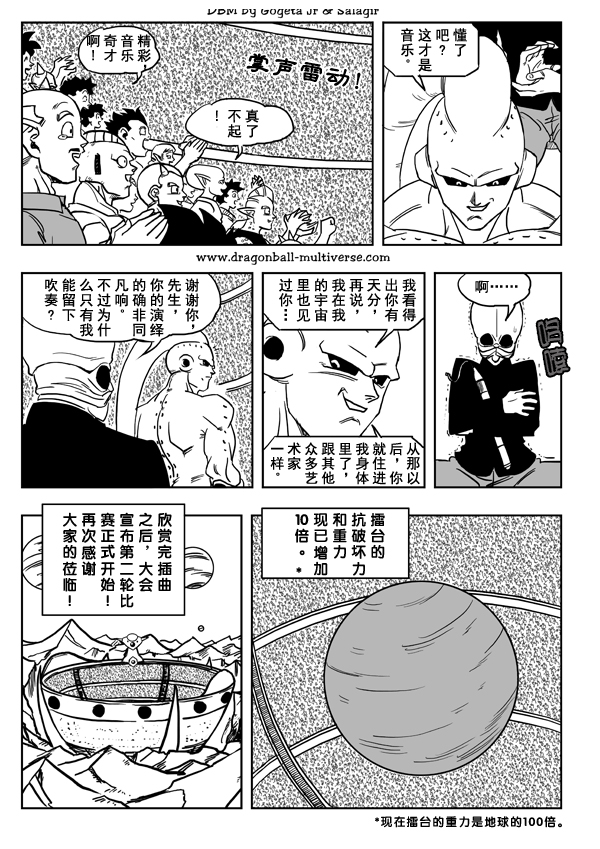 DBM by Gogeta Jr & Salagir
精彩
音乐
奇才
啊！
掌声雷动！
真了
不起
！
懂了
吧？
这才是
音乐。
www.dragonball-multiverse.com
谢谢你，
先生，
你的演绎
的确非同
凡响。
不过为什
么只有我
能留下
吹奏？
我看得
出你有
天分，
再说，
我在我
的宇宙
里也见
过你…
从那以
后，你
就住进
我身体
里了，
跟其他
众多艺
术家
一样。
啊……
欣赏完插曲
之后，大会
宣布第二轮比
赛正式开始！
再次感谢
大家的莅临！
擂台的
抗破坏力
和重力
现已增加
10倍。*
*现在擂台的重力是地球的100倍。